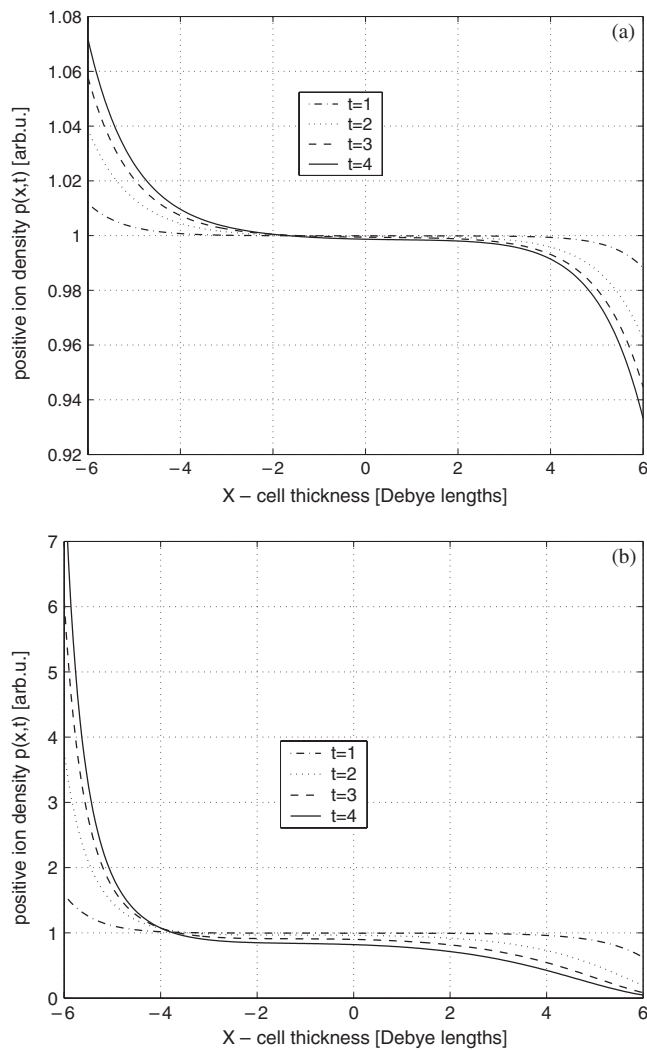 1.08
(a)
1.06
t=1
t=2
1.04
t=3
t=4
1.02
1
0.98
0.96
0.94
0.92
−6 −4 −2 0 2 4 6
X – cell thickness [Debye lengths]
positive ion density p(x,t) [arb.u.]
7
(b)
6
5
4
t=1
t=2
3
t=3
t=4
2
1
0
−6 −4 −2 0 2 4 6
X – cell thickness [Debye lengths]
positive ion density p(x,t) [arb.u.]